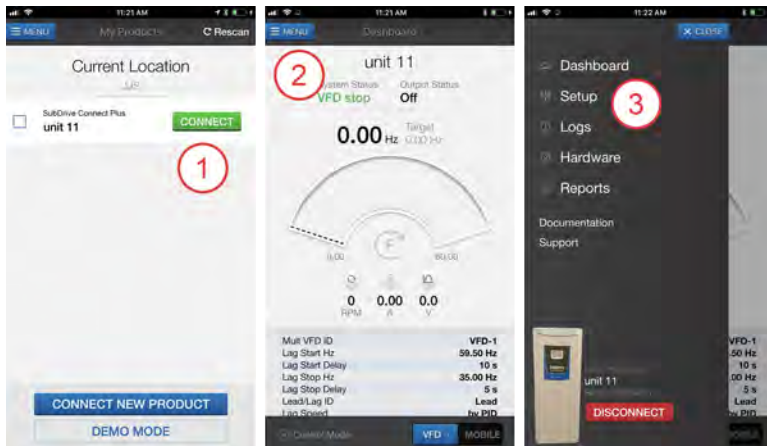 11:21 AM
MENU
My Products
Rescan
Current Location
SubDrive Connect Plus
unit 11
CONNECT
1
CONNECT NEW PRODUCT
DEMO MODE
11:21 AM
MENU
Dashboard
unit 11
2
System Status
Output Status
VFD stop
Off
0.00 Hz
Target
0.00 Hz
0.00
60.00
0
0.00
0.0
RPM
A
V
Mult VFD ID VFD-1
Lag Start Hz 59.50 Hz
Lag Start Delay 10 s
Lag Stop Hz 35.00 Hz
Lag Stop Delay 5 s
Lead/Lag ID Lead
Lag Speed by PID
Control Mode
VFD
MOBILE
11:22 AM
CLOSE
Dashboard
Setup
3
Logs
Hardware
Reports
Documentation
Support
VFD-1
.50 Hz
10 s
.00 Hz
5 s
Lead
by PID
unit 11
DISCONNECT